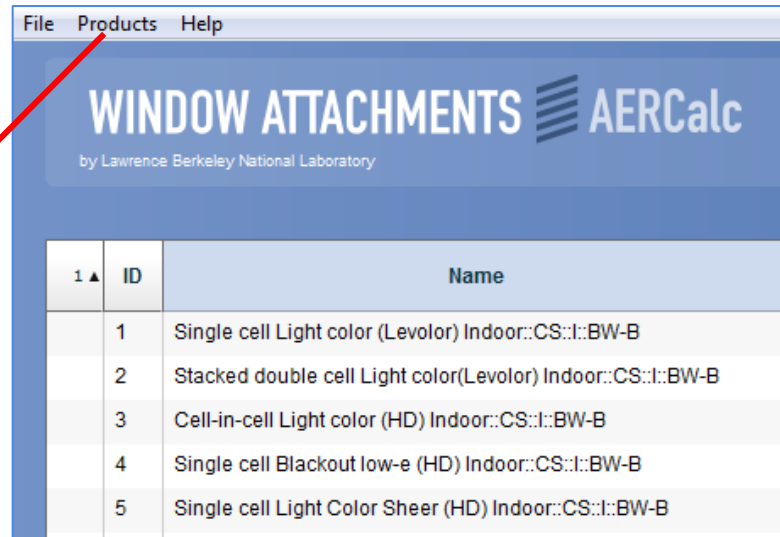 File Products Help
WINDOW ATTACHMENTS AERCalc
by Lawrence Berkeley National Laboratory
1 ▲ ID Name
1 Single cell Light color (Levolor) Indoor::CS::I::BW-B
2 Stacked double cell Light color(Levolor) Indoor::CS::I::BW-B
3 Cell-in-cell Light color (HD) Indoor::CS::I::BW-B
4 Single cell Blackout low-e (HD) Indoor::CS::I::BW-B
5 Single cell Light Color Sheer (HD) Indoor::CS::I::BW-B